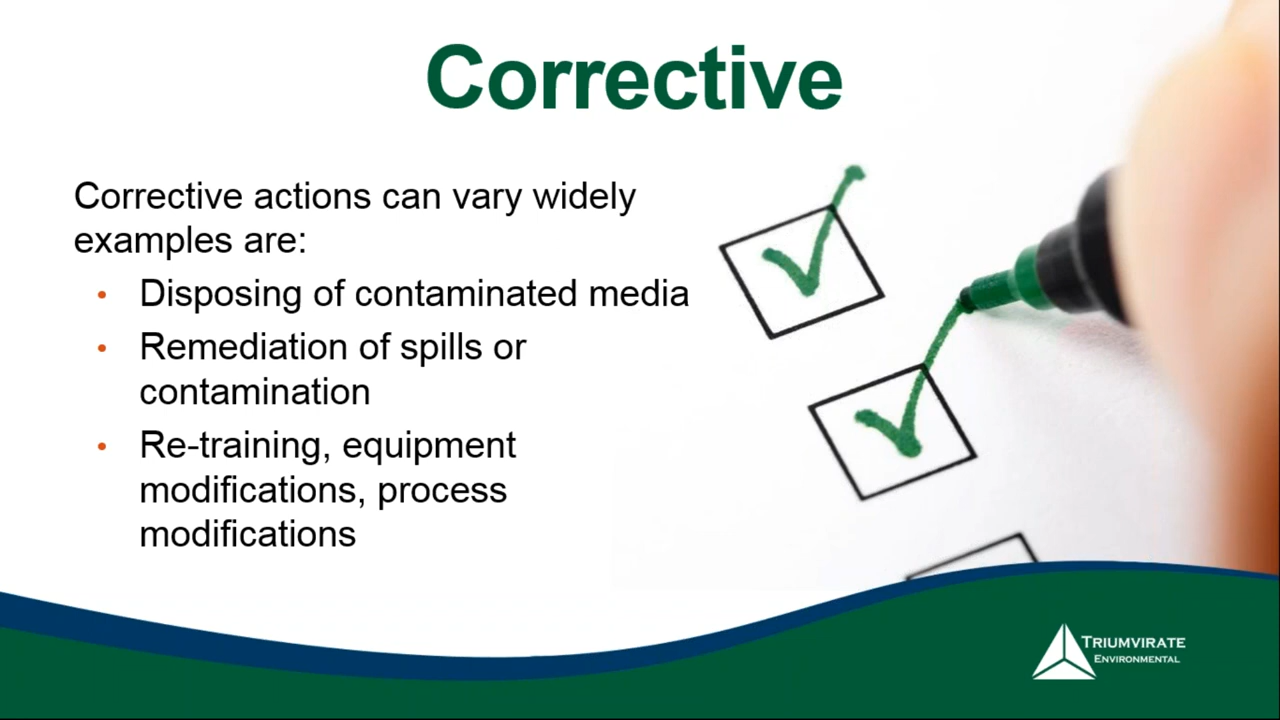 Corrective
Corrective actions can vary widely
examples are:
• Disposing of contaminated media
• Remediation of spills or
contamination
• Re-training, equipment
modifications, process
modifications
TRIUMVIRATE
ENVIRONMENTAL